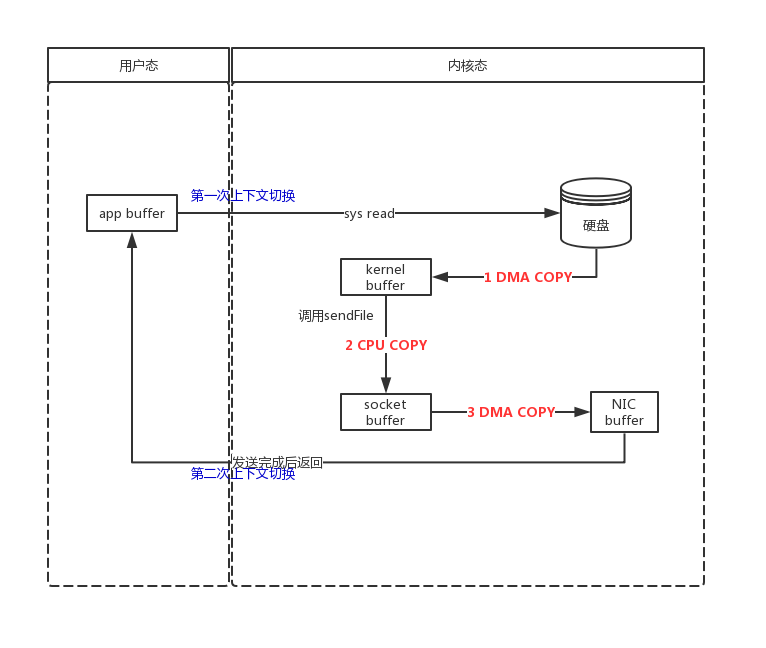 用户态
内核态
第一次上下文切换
app buffer
sys read
硬盘
kernel
buffer
1 DMA COPY
调用sendFile
2 CPU COPY
socket
buffer
3 DMA COPY
NIC
buffer
发送完成后返回
第二次上下文切换